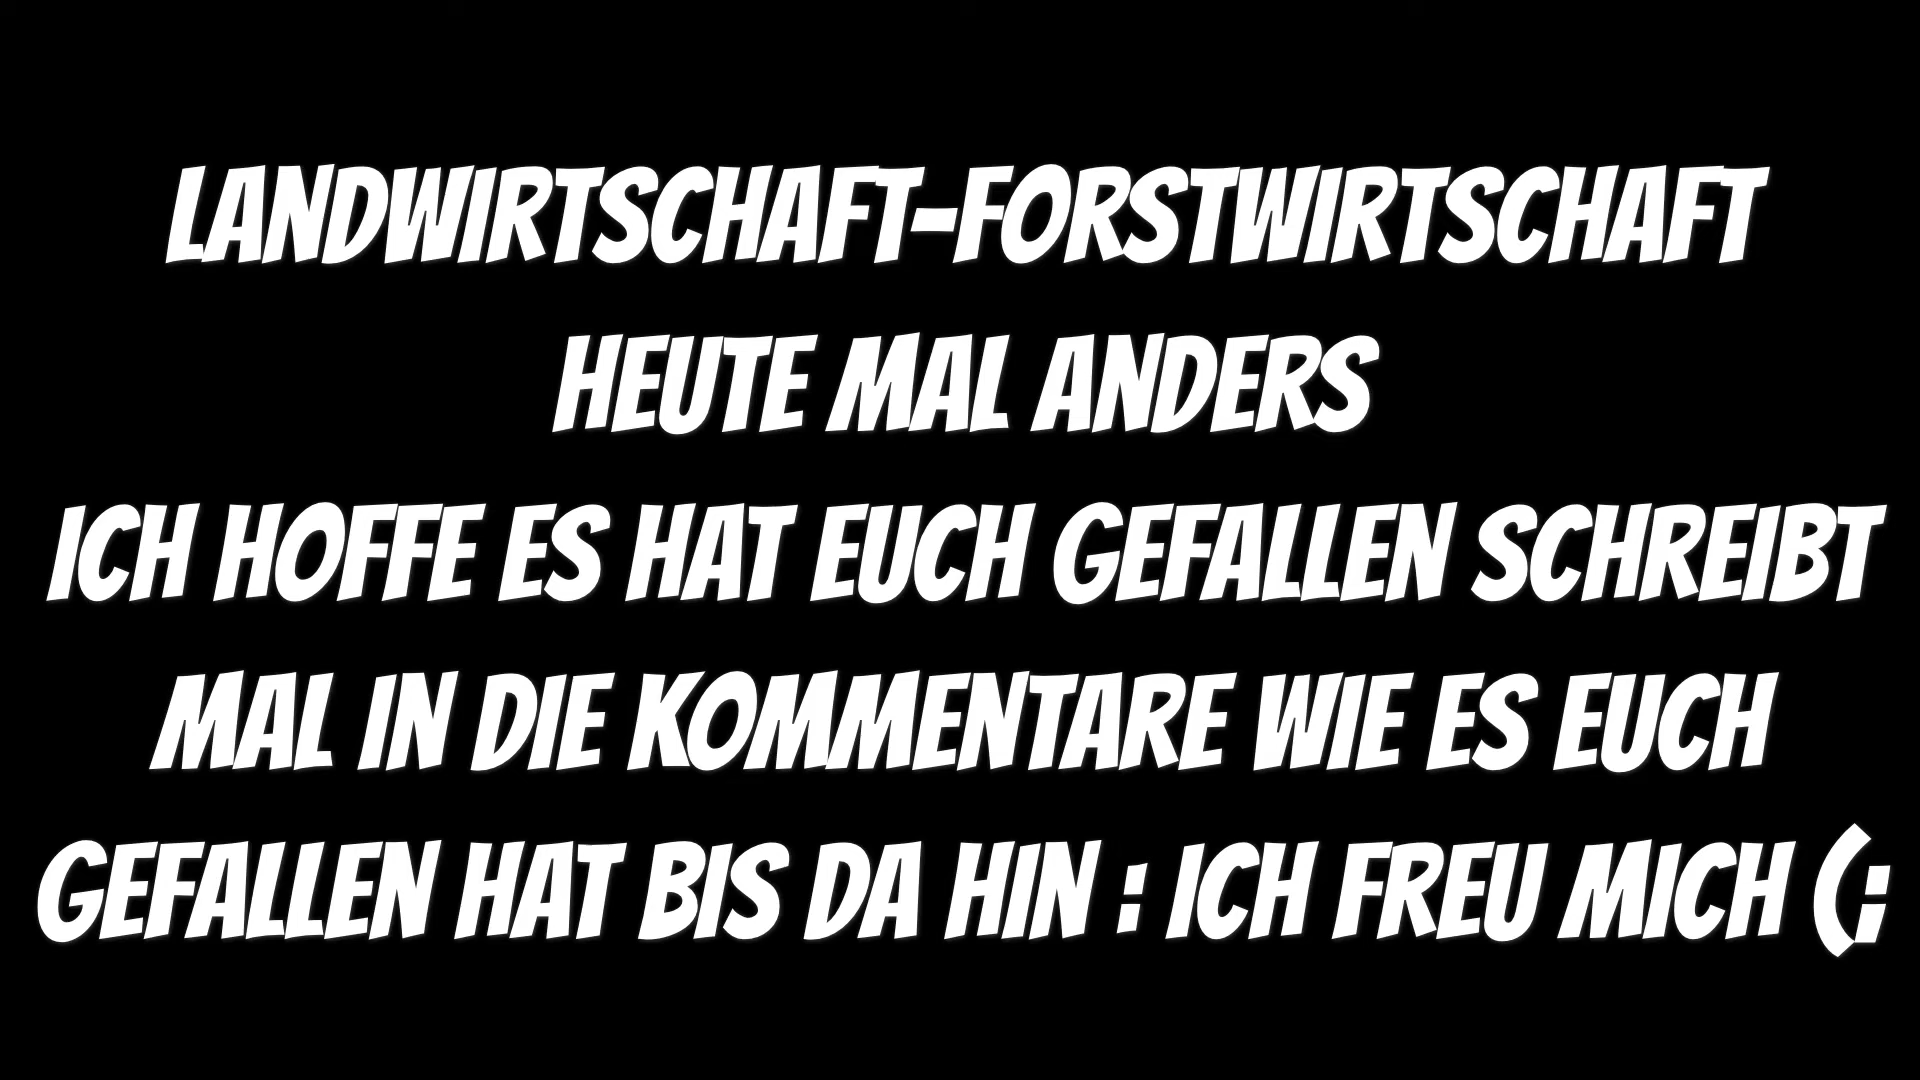 LANDWIRTSCHAFT-FORSTWIRTSCHAFT
HEUTE MAL ANDERS
ICH HOFFE ES HAT EUCH GEFALLEN SCHREIBT
MAL IN DIE KOMMENTARE WIE ES EUCH
GEFALLEN HAT BIS DA HIN : ICH FREU MICH (;